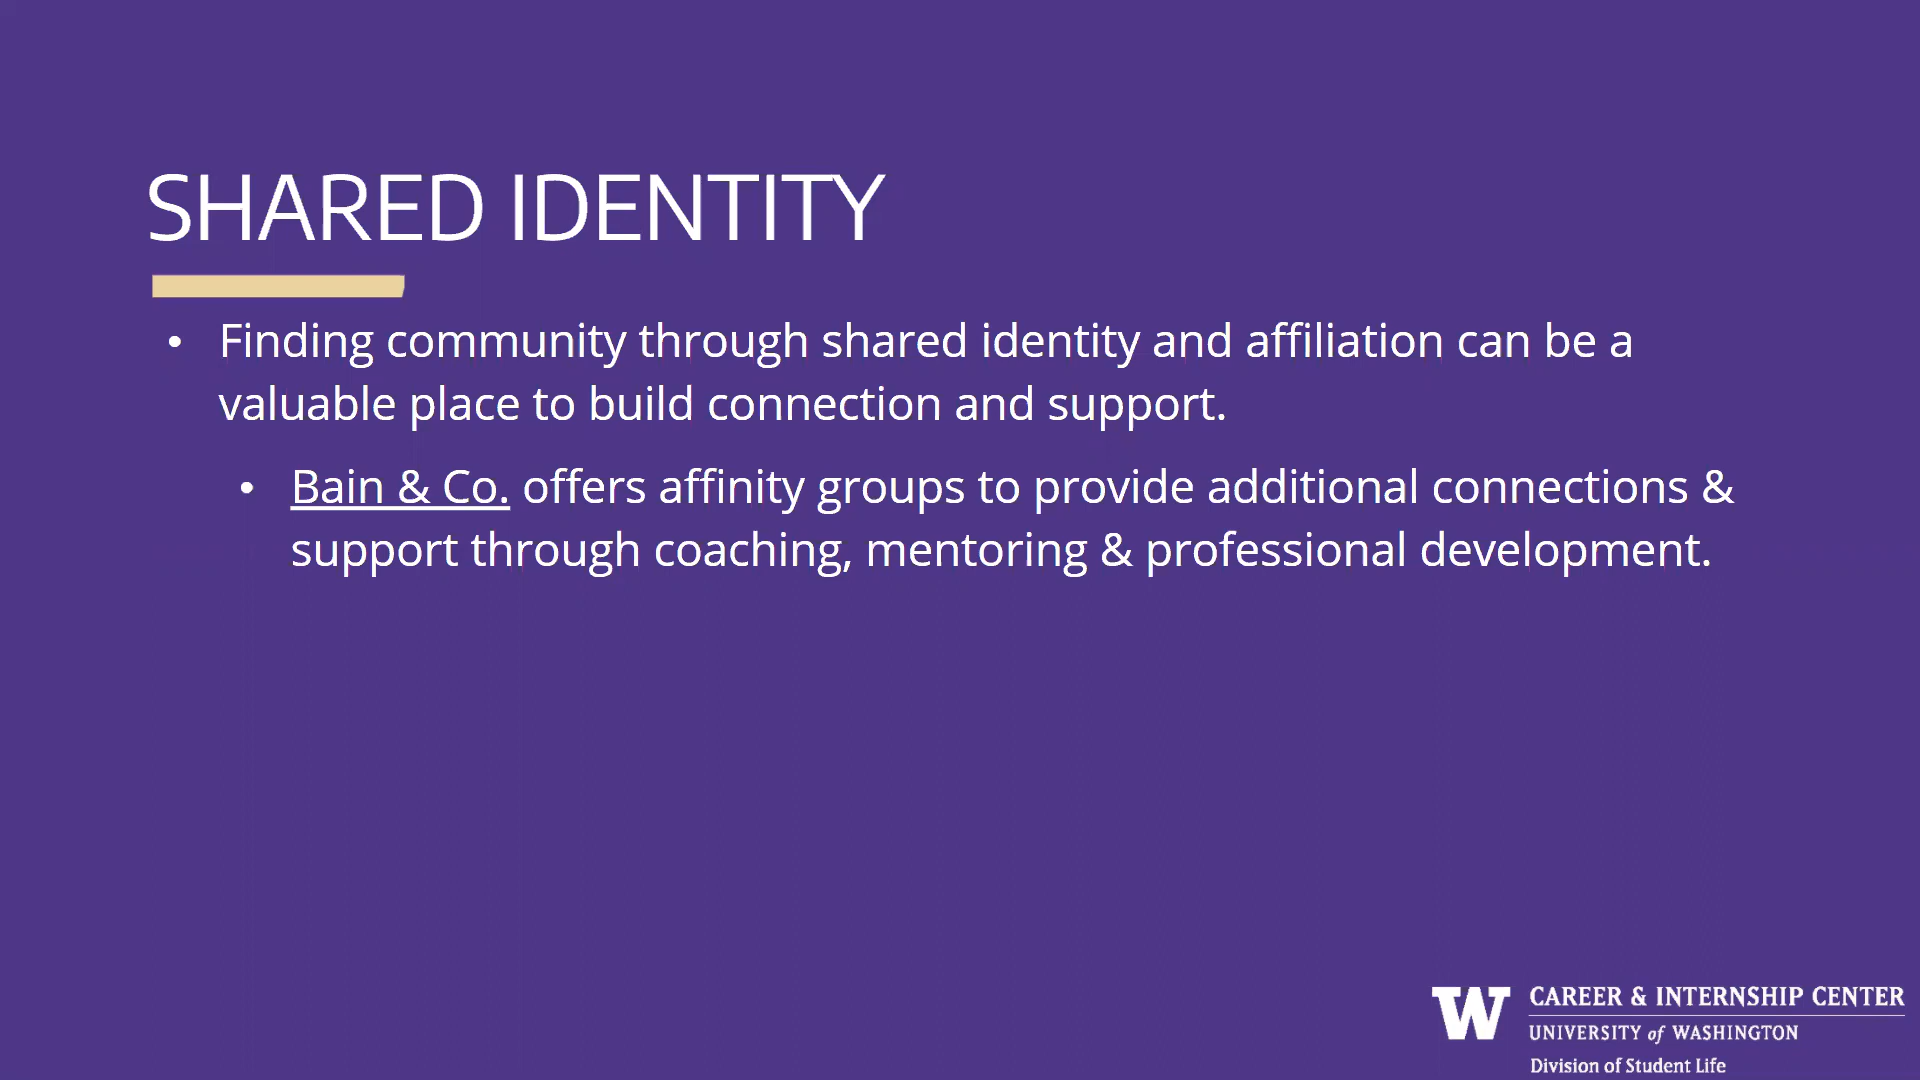 SHARED IDENTITY
• Finding community through shared identity and affiliation can be a
valuable place to build connection and support.
• Bain & Co. offers affinity groups to provide additional connections &
support through coaching, mentoring & professional development.
W CAREER & INTERNSHIP CENTER
UNIVERSITY of WASHINGTON
Division of Student Life